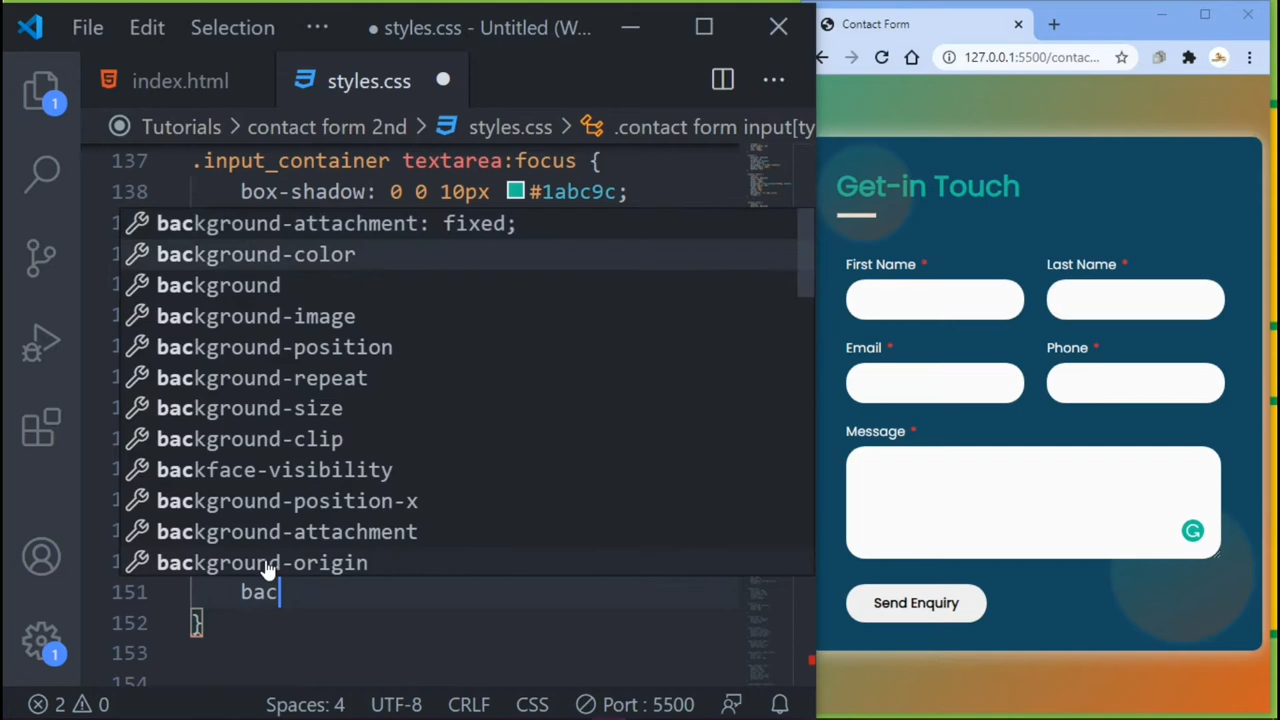 File Edit Selection ··· ● styles.css - Untitled (W...
index.html styles.css ● ···
Tutorials > contact form 2nd > styles.css > .contact form input[ty
137 .input_container textarea:focus {
138 box-shadow: 0 0 10px #1abc9c;
background-attachment: fixed;
background-color
background
background-image
background-position
background-repeat
background-size
background-clip
backface-visibility
background-position-x
background-attachment
background-origin
151 bac
152 }
153
154
1
1
2 0 Spaces: 4 UTF-8 CRLF CSS Port : 5500
Contact Form
127.0.0.1:5500/contac...
Get-in Touch
First Name * Last Name *
Email * Phone *
Message *
Send Enquiry